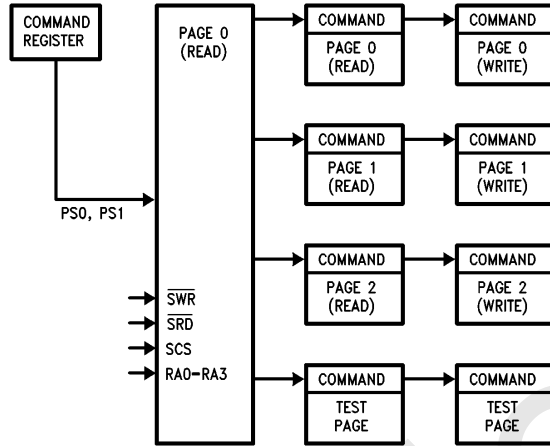 COMMAND
REGISTER
PS0, PS1
PAGE 0
(READ)
SWR
SRD
SCS
RA0-RA3
COMMAND
PAGE 0
(READ)
COMMAND
PAGE 0
(WRITE)
COMMAND
PAGE 1
(READ)
COMMAND
PAGE 1
(WRITE)
COMMAND
PAGE 2
(READ)
COMMAND
PAGE 2
(WRITE)
COMMAND
TEST
PAGE
COMMAND
TEST
PAGE